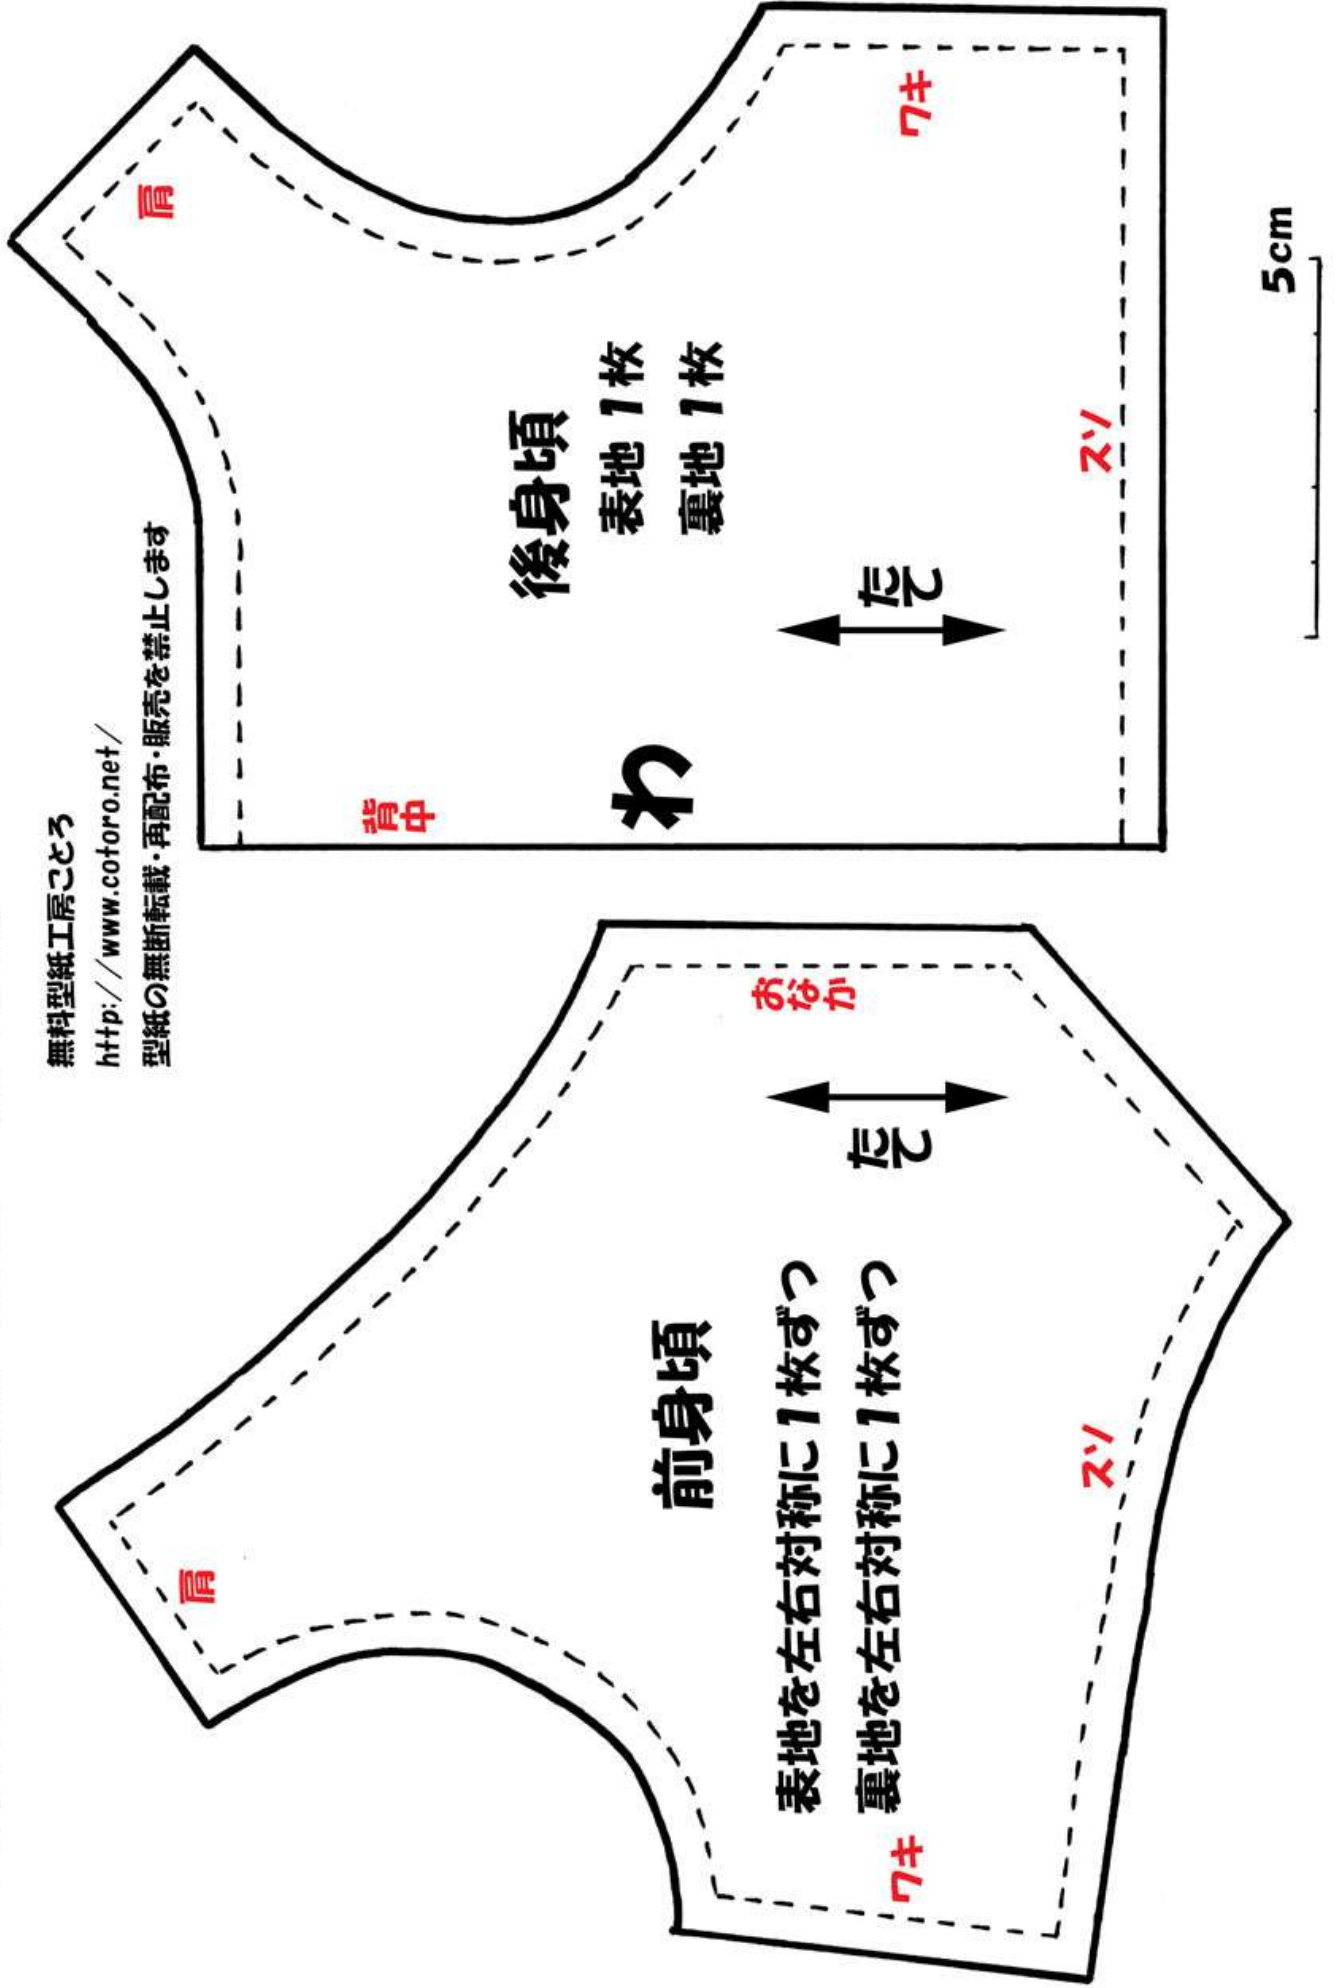 無料型紙工房ことろ
http://www.cotoro.net/
型紙の無断転載・再配布・販売を禁止します
肩
前身頃
表地を左右対称に1枚ずつ
裏地を左右対称に1枚ずつ
たて
おなか
ワキ
スソ
肩
背中
わ
後身頃
表地 1枚
裏地 1枚
たて
ワキ
スソ
5cm